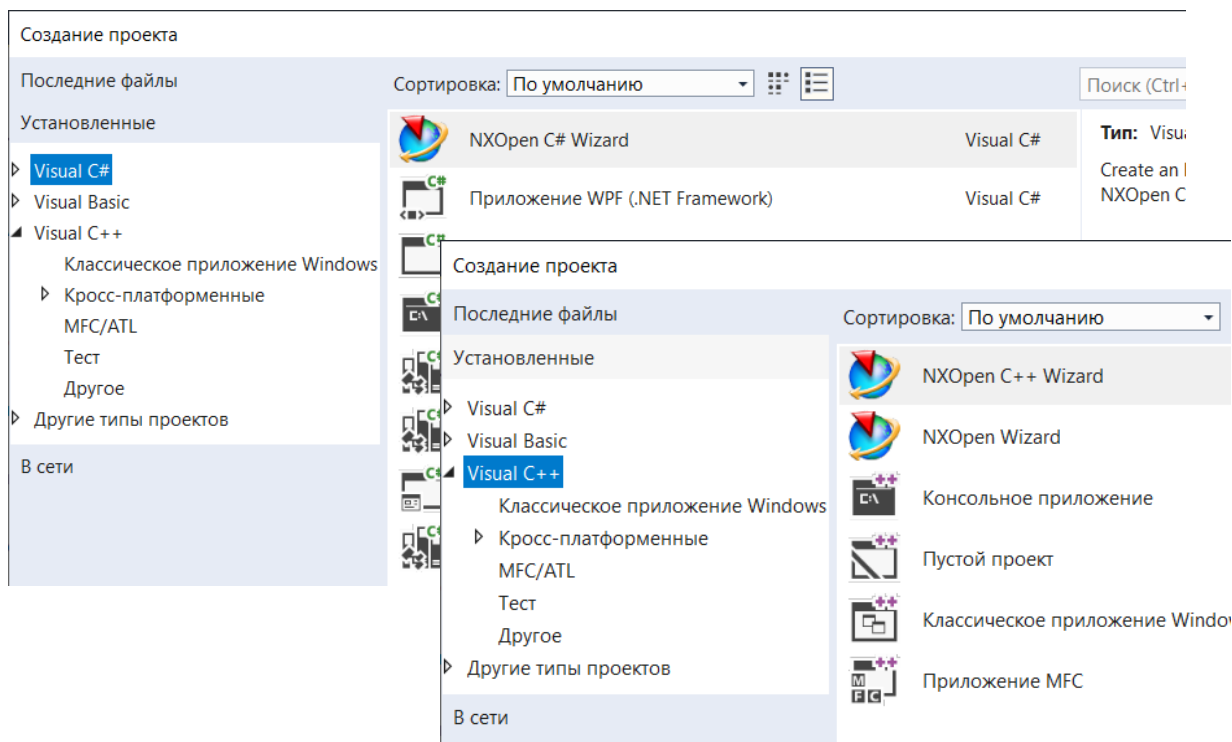 Создание проекта
Последние файлы
Установленные
Visual C#
Visual Basic
Visual C++
Классическое приложение Windows
Кросс-платформенные
MFC/ATL
Тест
Другое
Другие типы проектов
В сети
Сортировка: По умолчанию
Поиск (Ctrl+
NXOpen C# Wizard Visual C#
Приложение WPF (.NET Framework) Visual C#
Тип: Visua
Create an
NXOpen C
Создание проекта
Последние файлы
Установленные
Visual C#
Visual Basic
Visual C++
Классическое приложение Windows
Кросс-платформенные
MFC/ATL
Тест
Другое
Другие типы проектов
В сети
Сортировка: По умолчанию
NXOpen C++ Wizard
NXOpen Wizard
Консольное приложение
Пустой проект
Классическое приложение Windo
Приложение MFC